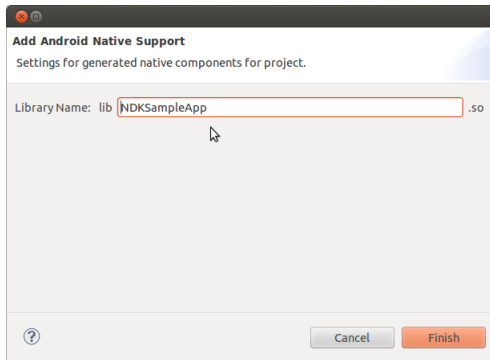 Add Android Native Support
Settings for generated native components for project.
Library Name: lib NDKSampleApp .so
? Cancel Finish